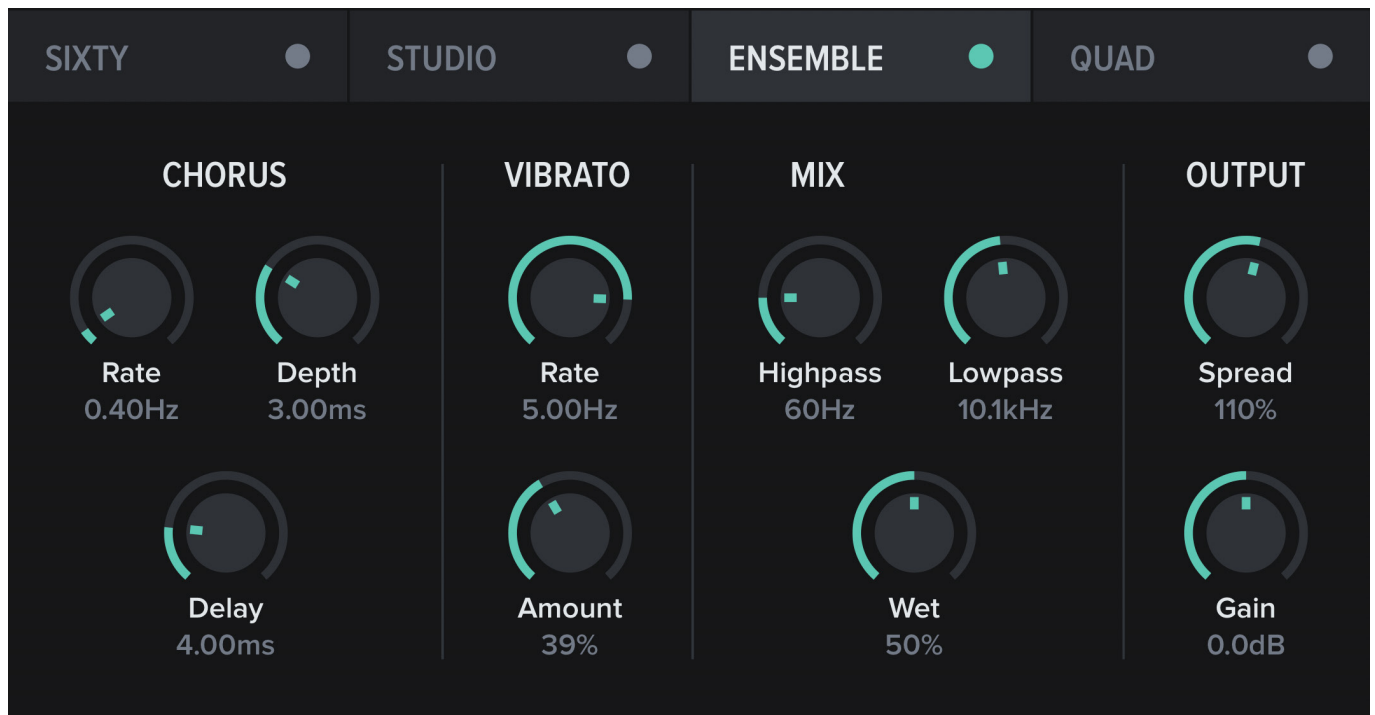 SIXTY
STUDIO
ENSEMBLE
QUAD
CHORUS
Rate
0.40Hz
Depth
3.00ms
Delay
4.00ms
VIBRATO
Rate
5.00Hz
Amount
39%
MIX
Highpass
60Hz
Lowpass
10.1kHz
Wet
50%
OUTPUT
Spread
110%
Gain
0.0dB